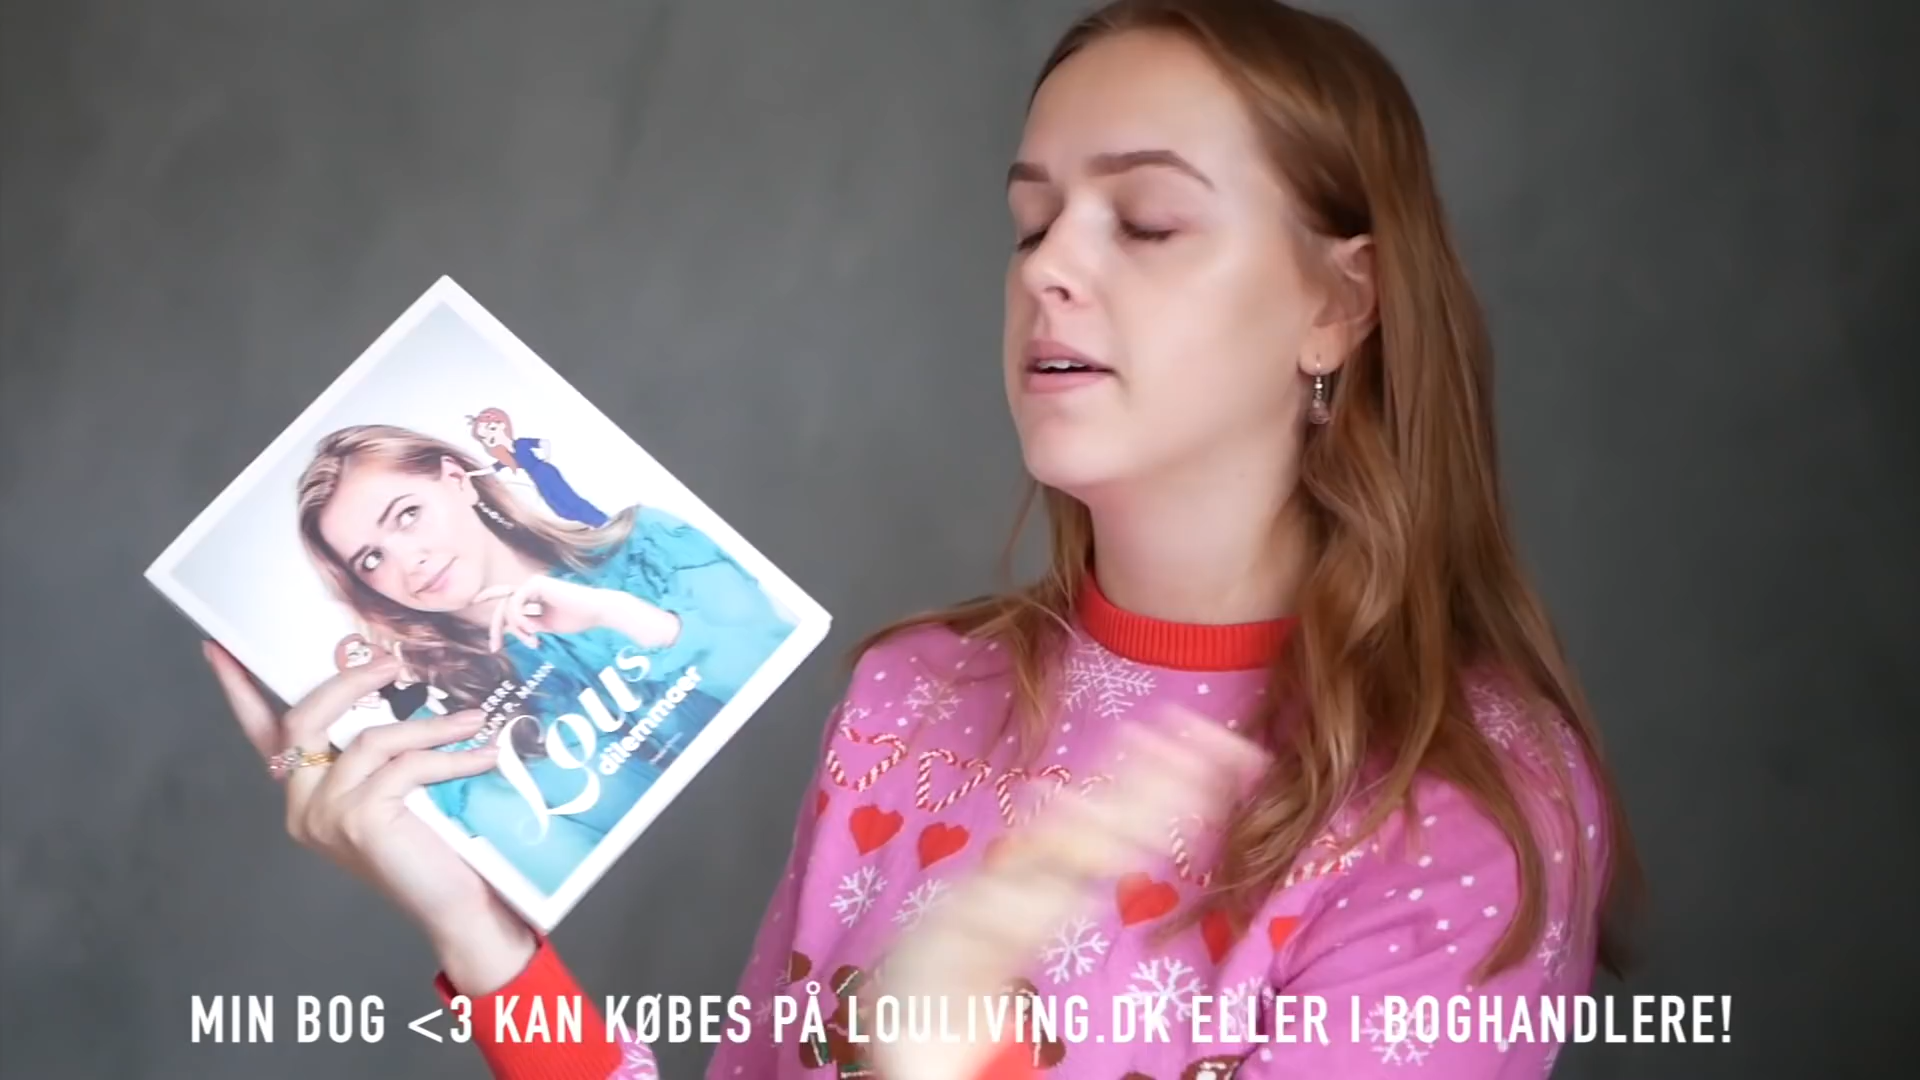 Lous
dilemmaer
MIN BOG <3 KAN KØBES PÅ LOULIVING.DK ELLER I BOGHANDLERE!